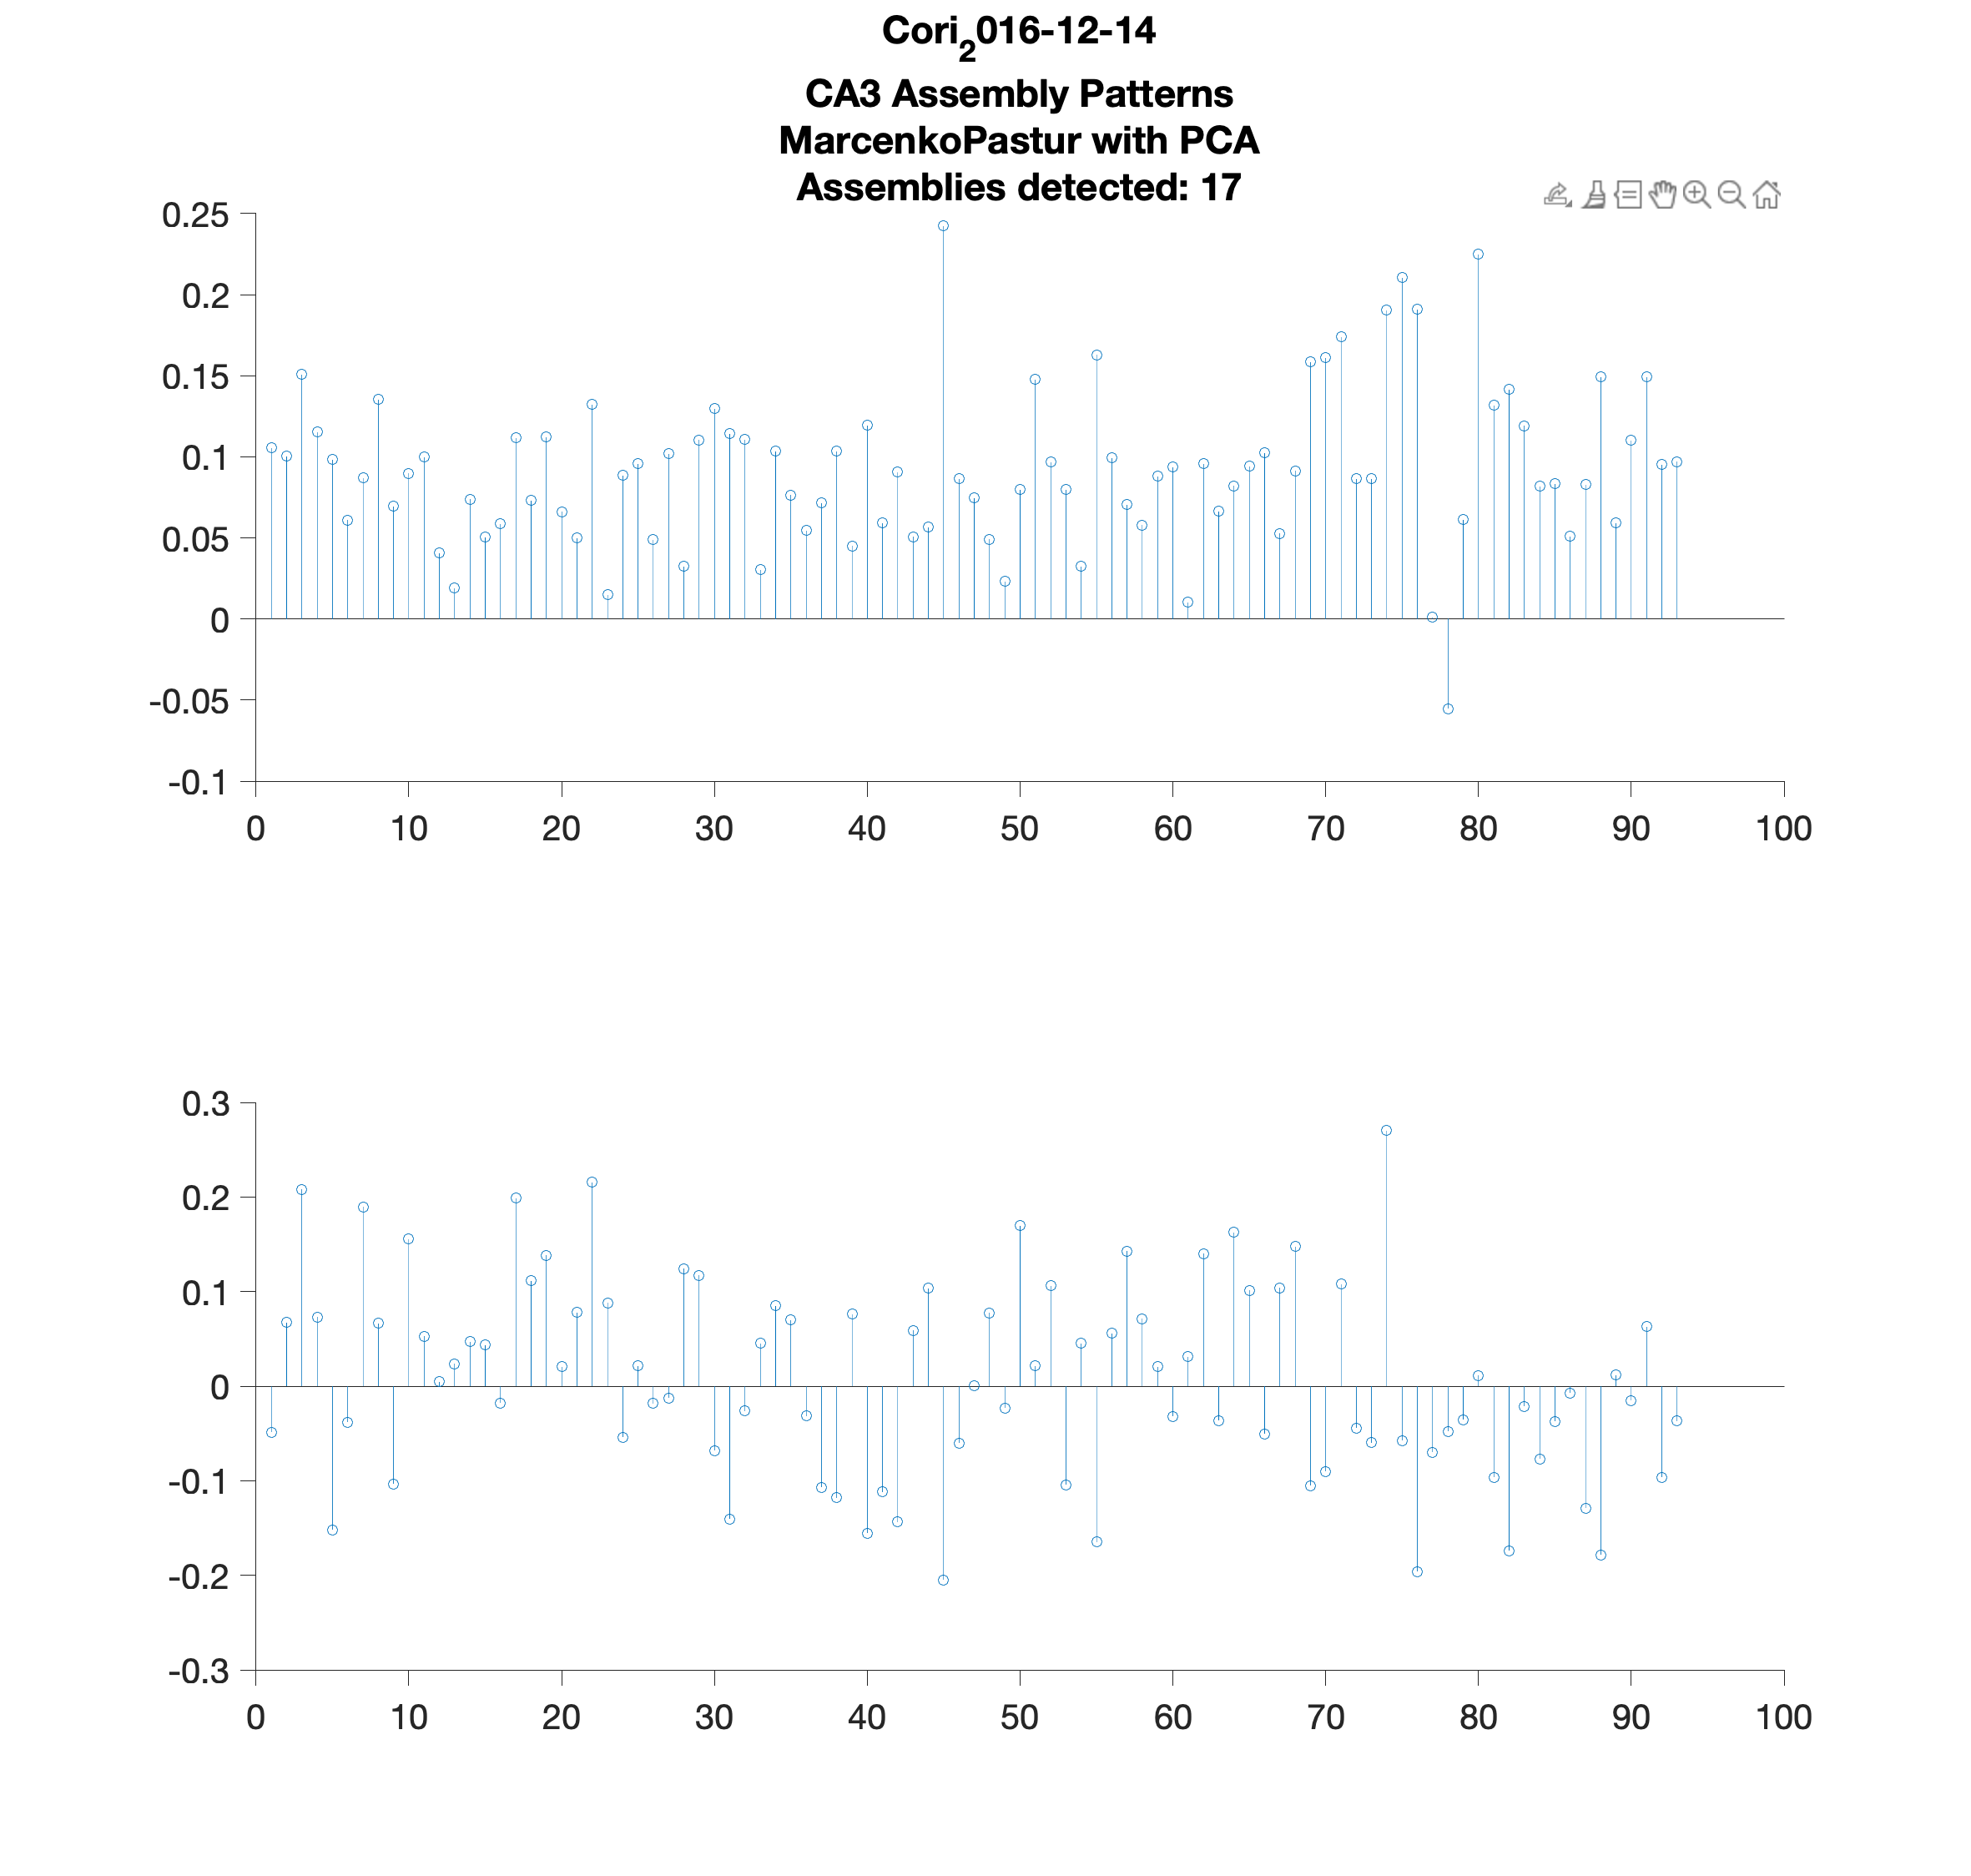 Cori2016-12-14
CA3 Assembly Patterns
MarcenkoPastur with PCA
Assemblies detected: 17
0.25
0.2
0.15
0.1
0.05
0
-0.05
-0.1
0 10 20 30 40 50 60 70 80 90 100
0.3
0.2
0.1
0
-0.1
-0.2
-0.3
0 10 20 30 40 50 60 70 80 90 100